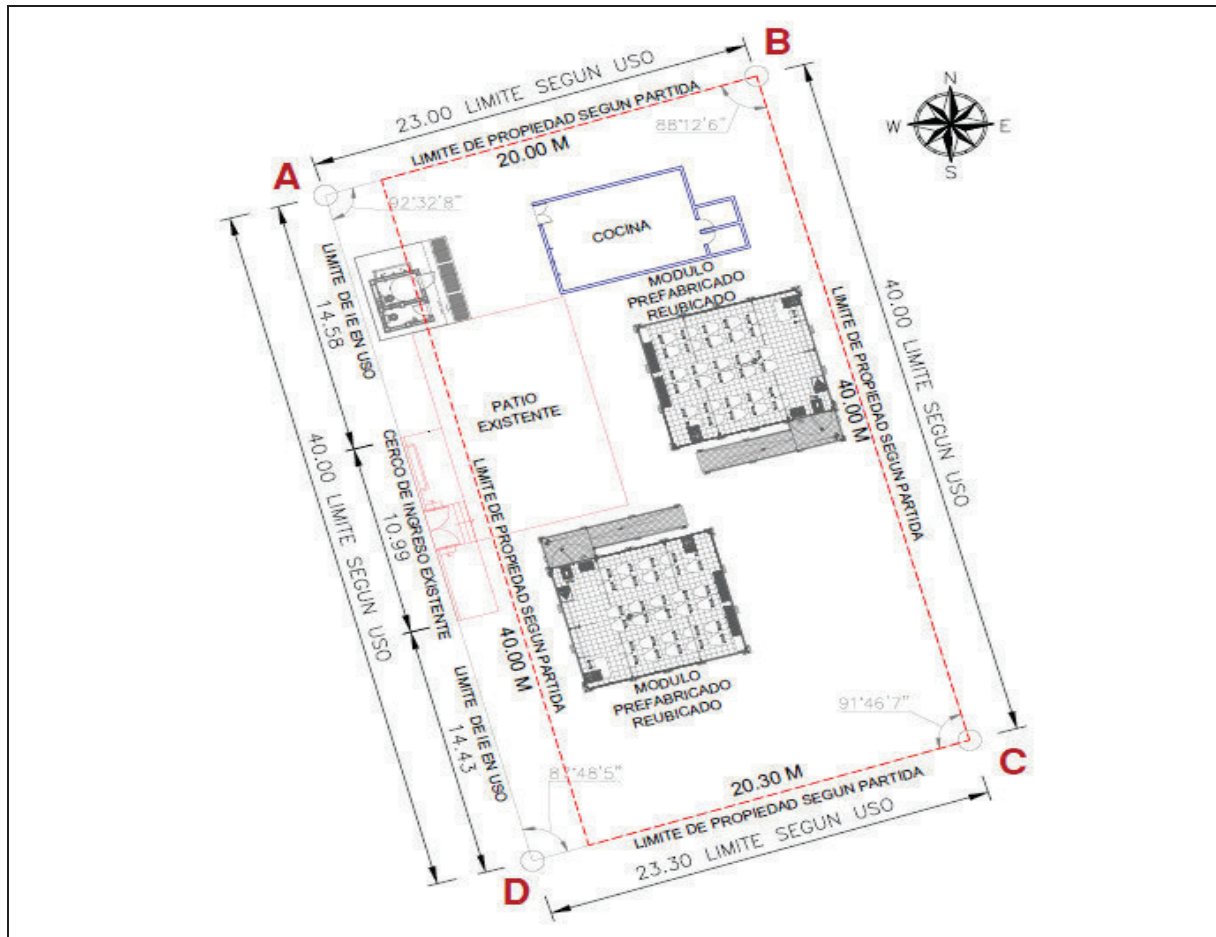 B
23.00 LIMITE SEGUN USO
LIMITE DE PROPIEDAD SEGUN PARTIDA
20.00 M
88°12'6"
N
W
E
S
A
92°32'8"
COCINA
MODULO
PREFABRICADO
REUBICADO
LIMITE DE IE EN USO
14.58
40.00 LIMITE SEGUN USO
LIMITE DE PROPIEDAD SEGUN PARTIDA
40.00 M
PATIO
EXISTENTE
40.00 LIMITE SEGUN USO
CERCO DE INGRESO EXISTENTE
10.99
LIMITE DE PROPIEDAD SEGUN PARTIDA
40.00 M
MODULO
PREFABRICADO
REUBICADO
LIMITE DE IE EN USO
14.43
91°46'7"
C
20.30 M
LIMITE DE PROPIEDAD SEGUN PARTIDA
23.30 LIMITE SEGUN USO
D